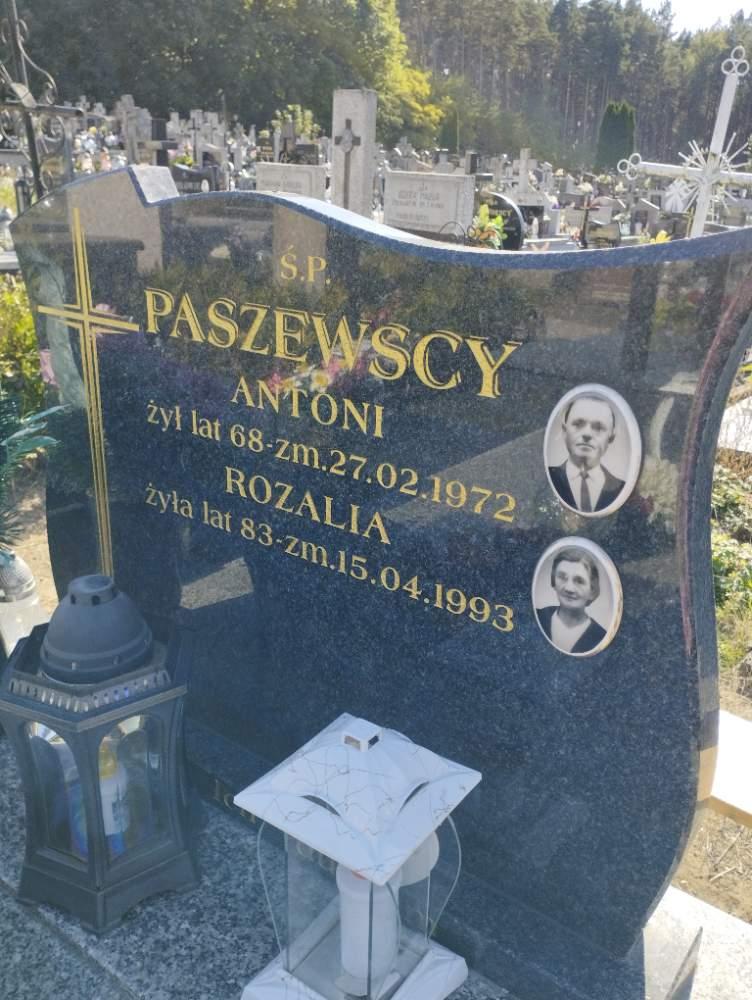 Ś.P.
PASZEWSCY
ANTONI
żył lat 68-zm.27.02.1972
ROZALIA
żyła lat 83-zm.15.04.1993